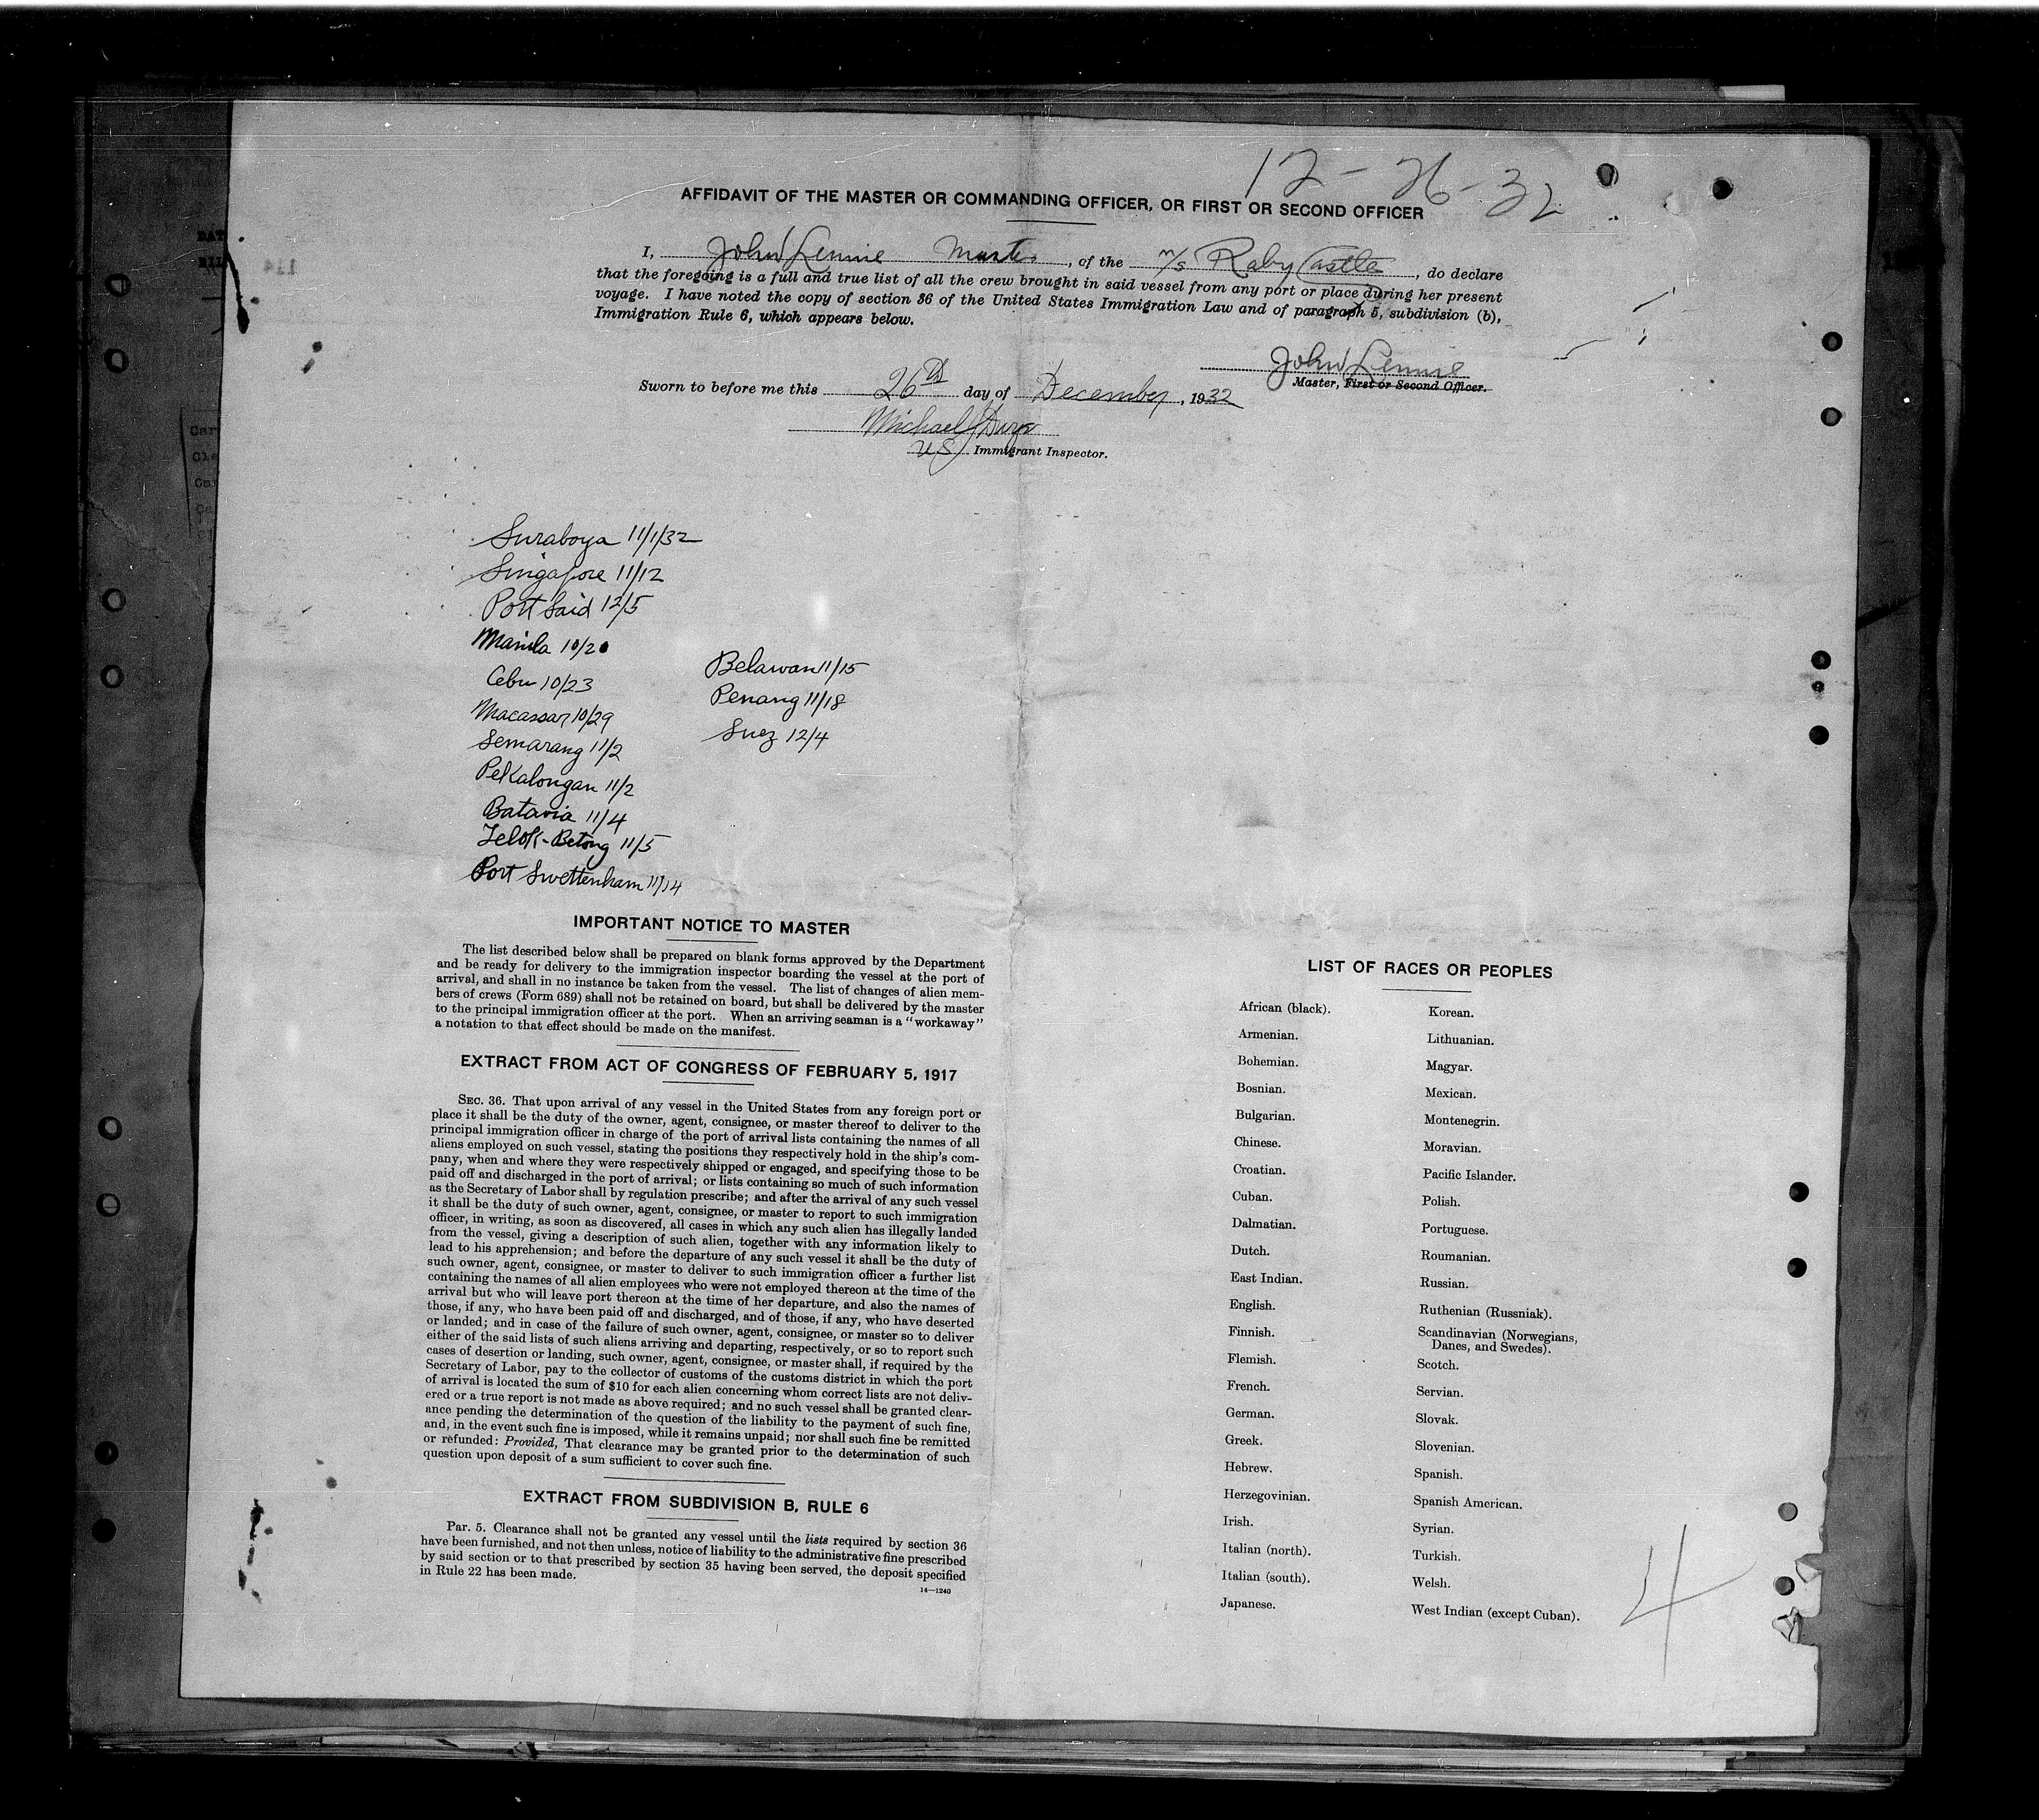 12-26-32
AFFIDAVIT OF THE MASTER OR COMMANDING OFFICER, OR FIRST OR SECOND OFFICER
I, John Lennie Master, of the m/s Raby Castle, do declare
that the foregoing is a full and true list of all the crew brought in said vessel from any port or place during her present
voyage. I have noted the copy of section 36 of the United States Immigration Law and of paragraph 5, subdivision (b),
Immigration Rule 6, which appears below.
John Lennie
Master, First or Second Officer.
Sworn to before me this 26th day of December, 1932
Michael
US Immigrant Inspector.
Suraboya 11/1/32
Singapore 11/12
Port Said 12/5
Manila 10/20
Cebu 10/23
Macassar 10/29
Semarang 11/2
Pekalongan 11/2
Batavia 11/4
Telok-Betong 11/5
Port Swettenham 11/14
Belawan 11/15
Penang 11/18
Suez 12/4
IMPORTANT NOTICE TO MASTER
The list described below shall be prepared on blank forms approved by the Department
and be ready for delivery to the immigration inspector boarding the vessel at the port of
arrival, and shall in no instance be taken from the vessel. The list of changes of alien mem-
bers of crews (Form 689) shall not be retained on board, but shall be delivered by the master
to the principal immigration officer at the port. When an arriving seaman is a "workaway"
a notation to that effect should be made on the manifest.
EXTRACT FROM ACT OF CONGRESS OF FEBRUARY 5, 1917
SEC. 36. That upon arrival of any vessel in the United States from any foreign port or
place it shall be the duty of the owner, agent, consignee, or master thereof to deliver to the
principal immigration officer in charge of the port of arrival lists containing the names of all
aliens employed on such vessel, stating the positions they respectively hold in the ship's com-
pany, when and where they were respectively shipped or engaged, and specifying those to be
paid off and discharged in the port of arrival; or lists containing so much of such information
as the Secretary of Labor shall by regulation prescribe; and after the arrival of any such vessel
it shall be the duty of such owner, agent, consignee, or master to report to such immigration
officer, in writing, as soon as discovered, all cases in which any such alien has illegally landed
from the vessel, giving a description of such alien, together with any information likely to
lead to his apprehension; and before the departure of any such vessel it shall be the duty of
such owner, agent, consignee, or master to deliver to such immigration officer a further list
containing the names of all alien employees who were not employed thereon at the time of the
arrival but who will leave port thereon at the time of her departure, and also the names of
those, if any, who have been paid off and discharged, and of those, if any, who have deserted
or landed; and in case of the failure of such owner, agent, consignee, or master so to deliver
either of the said lists of such aliens arriving and departing, respectively, or so to report such
cases of desertion or landing, such owner, agent, consignee, or master shall, if required by the
Secretary of Labor, pay to the collector of customs of the customs district in which the port
of arrival is located the sum of $10 for each alien concerning whom correct lists are not deliv-
ered or a true report is not made as above required; and no such vessel shall be granted clear-
ance pending the determination of the question of the liability to the payment of such fine,
and, in the event such fine is imposed, while it remains unpaid; nor shall such fine be remitted
or refunded: Provided, That clearance may be granted prior to the determination of such
question upon deposit of a sum sufficient to cover such fine.
EXTRACT FROM SUBDIVISION B, RULE 6
Par. 5. Clearance shall not be granted any vessel until the lists required by section 36
have been furnished, and not then unless, notice of liability to the administrative fine prescribed
by said section or to that prescribed by section 35 having been served, the deposit specified
in Rule 22 has been made.
14—1240
LIST OF RACES OR PEOPLES
African (black).
Armenian.
Bohemian.
Bosnian.
Bulgarian.
Chinese.
Croatian.
Cuban.
Dalmatian.
Dutch.
East Indian.
English.
Finnish.
Flemish.
French.
German.
Greek.
Hebrew.
Herzegovinian.
Irish.
Italian (north).
Italian (south).
Japanese.
Korean.
Lithuanian.
Magyar.
Mexican.
Montenegrin.
Moravian.
Pacific Islander.
Polish.
Portuguese.
Roumanian.
Russian.
Ruthenian (Russniak).
Scandinavian (Norwegians,
Danes, and Swedes).
Scotch.
Servian.
Slovak.
Slovenian.
Spanish.
Spanish American.
Syrian.
Turkish.
Welsh.
West Indian (except Cuban).
4